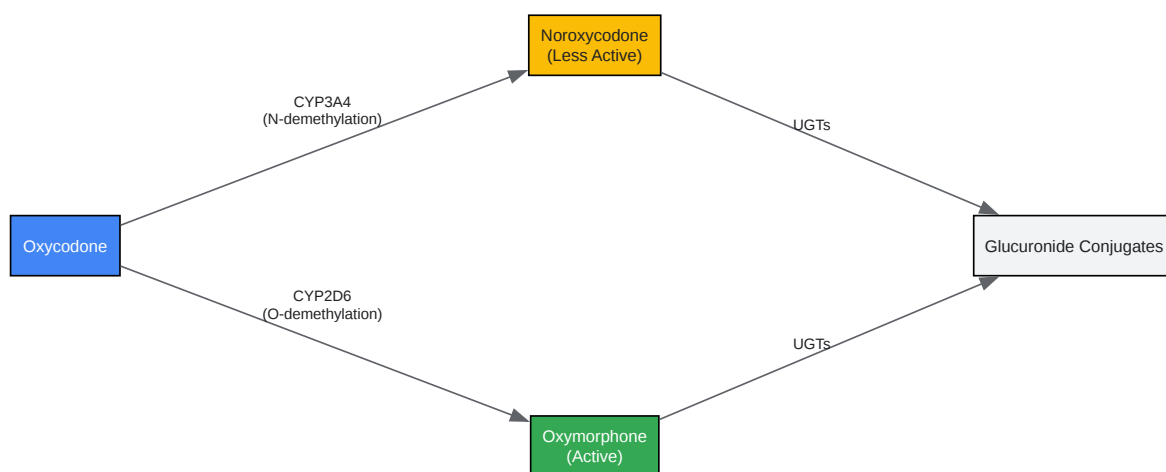 Noroxycodone
(Less Active)
CYP3A4
(N-demethylation)
UGTs
Oxycodone
Glucuronide Conjugates
CYP2D6
(O-demethylation)
UGTs
Oxymorphone
(Active)